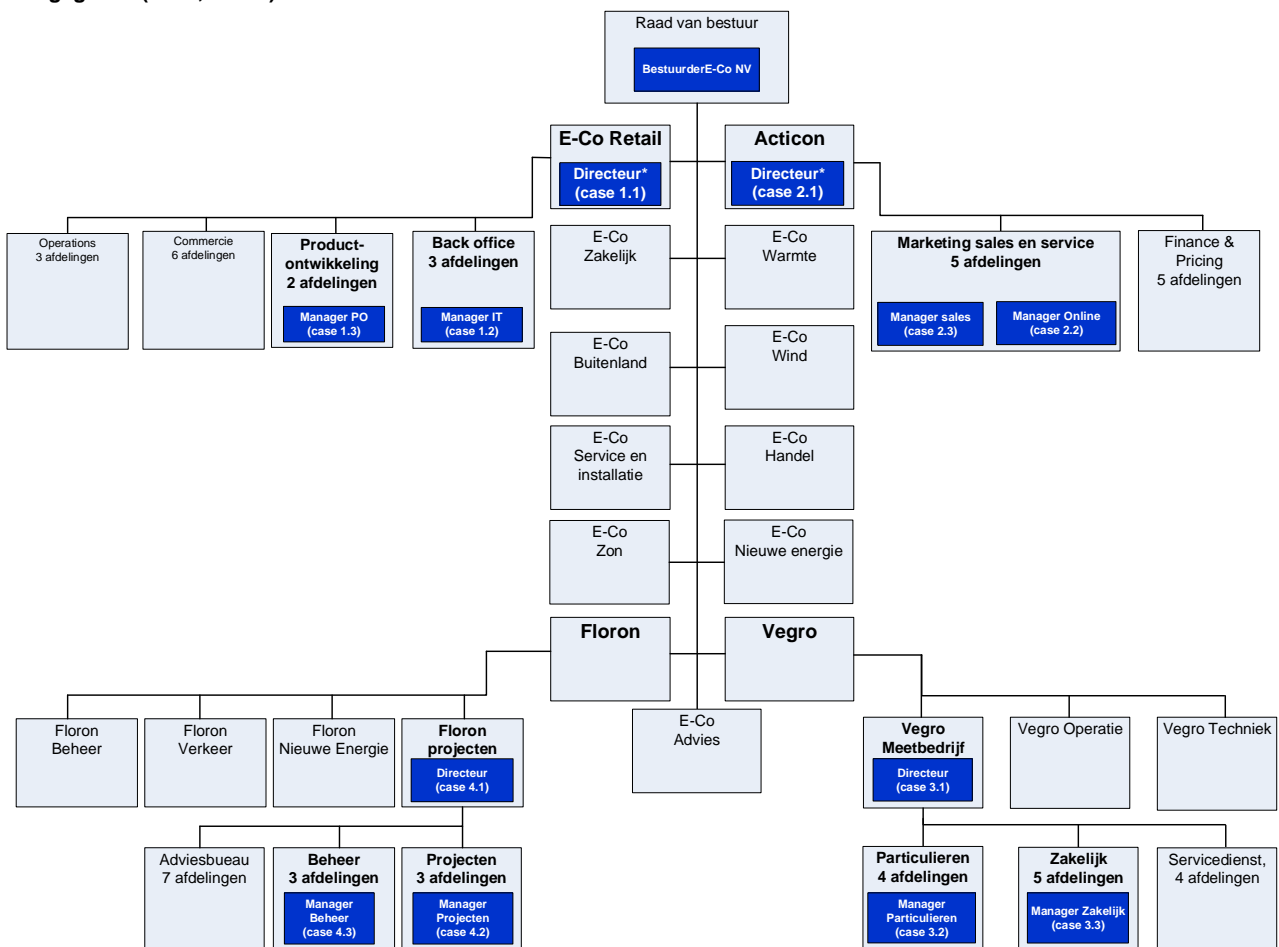 Raad van bestuur
BestuurderE-Co NV
E-Co Retail
Directeur*
(case 1.1)
Acticon
Directeur*
(case 2.1)
Operations
3 afdelingen
Commercie
6 afdelingen
Product-
ontwikkeling
2 afdelingen
Manager PO
(case 1.3)
Back office
3 afdelingen
Manager IT
(case 1.2)
E-Co
Zakelijk
E-Co
Warmte
Marketing sales en service
5 afdelingen
Manager sales
(case 2.3)
Manager Online
(case 2.2)
Finance &
Pricing
5 afdelingen
E-Co
Buitenland
E-Co
Wind
E-Co
Service en
installatie
E-Co
Handel
E-Co
Zon
E-Co
Nieuwe energie
Floron
Vegro
Floron
Beheer
Floron
Verkeer
Floron
Nieuwe Energie
Floron
projecten
Directeur
(case 4.1)
E-Co
Advies
Vegro
Meetbedrijf
Directeur
(case 3.1)
Vegro Operatie
Vegro Techniek
Adviesbueau
7 afdelingen
Beheer
3 afdelingen
Manager
Beheer
(case 4.3)
Projecten
3 afdelingen
Manager
Projecten
(case 4.2)
Particulieren
4 afdelingen
Manager
Particulieren
(case 3.2)
Zakelijk
5 afdelingen
Manager Zakelijk
(case 3.3)
Servicedienst,
4 afdelingen